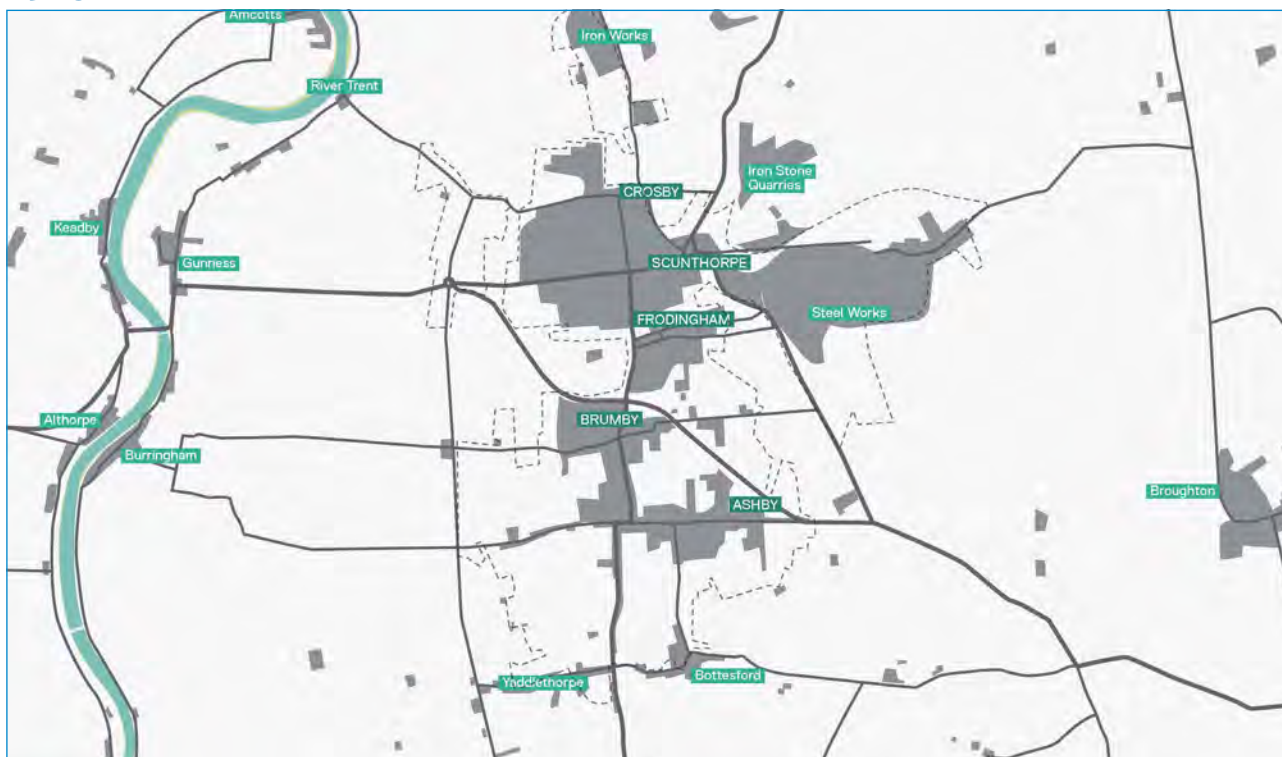 Amcotts
Iron Works
River Trent
Iron Stone
Quarries
CROSBY
Keadby
Gunness
SCUNTHORPE
Steel Works
FRODINGHAM
Althorpe
BRUMBY
Burringham
Broughton
ASHBY
Yaddlethorpe
Bottesford